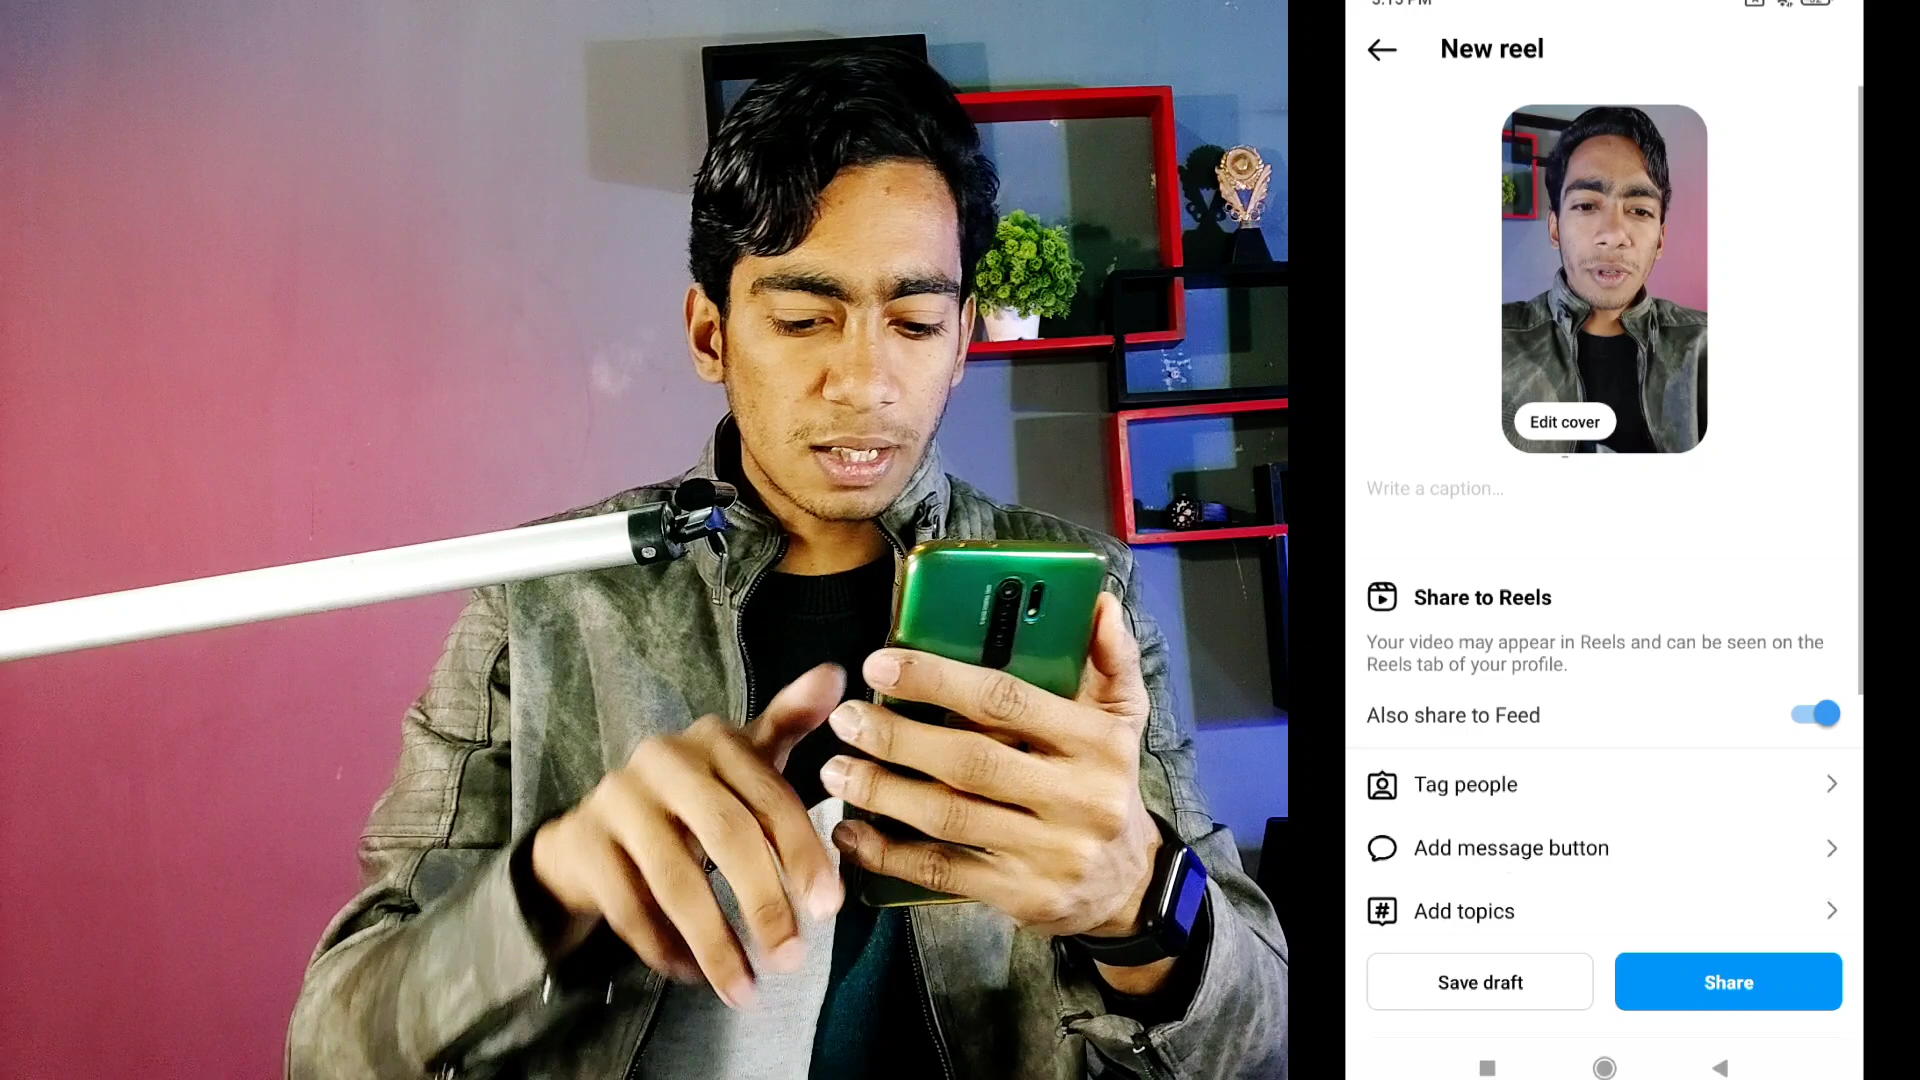 New reel
Edit cover
Write a caption...
Share to Reels
Your video may appear in Reels and can be seen on the
Reels tab of your profile.
Also share to Feed
Tag people
Add message button
Add topics
Save draft
Share